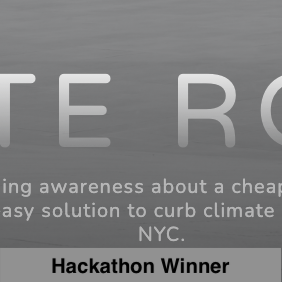 TE RO
ing awareness about a cheap
asy solution to curb climate
NYC.
Hackathon Winner